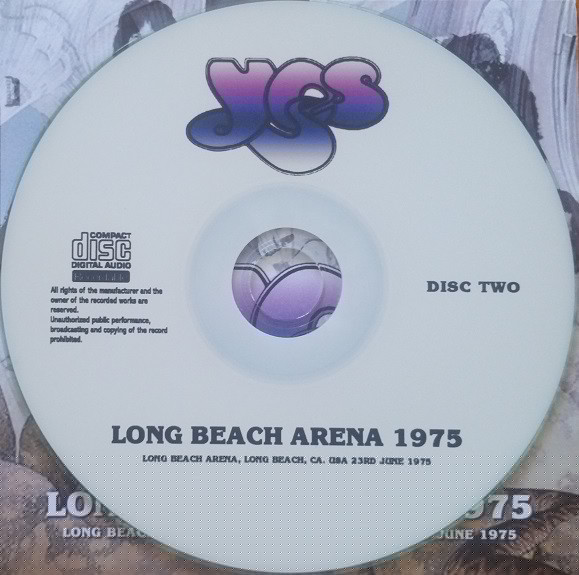 yes
COMPACT
disc
DIGITAL AUDIO
All rights of the manufacturer and the
owner of the recorded works are
reserved.
Unauthorized public performance,
broadcasting and copying of the record
prohibited.
DISC TWO
LONG BEACH ARENA 1975
LONG BEACH ARENA, LONG BEACH, CA. USA 23RD JUNE 1975
1975
LONG BEAC
JUNE 1975